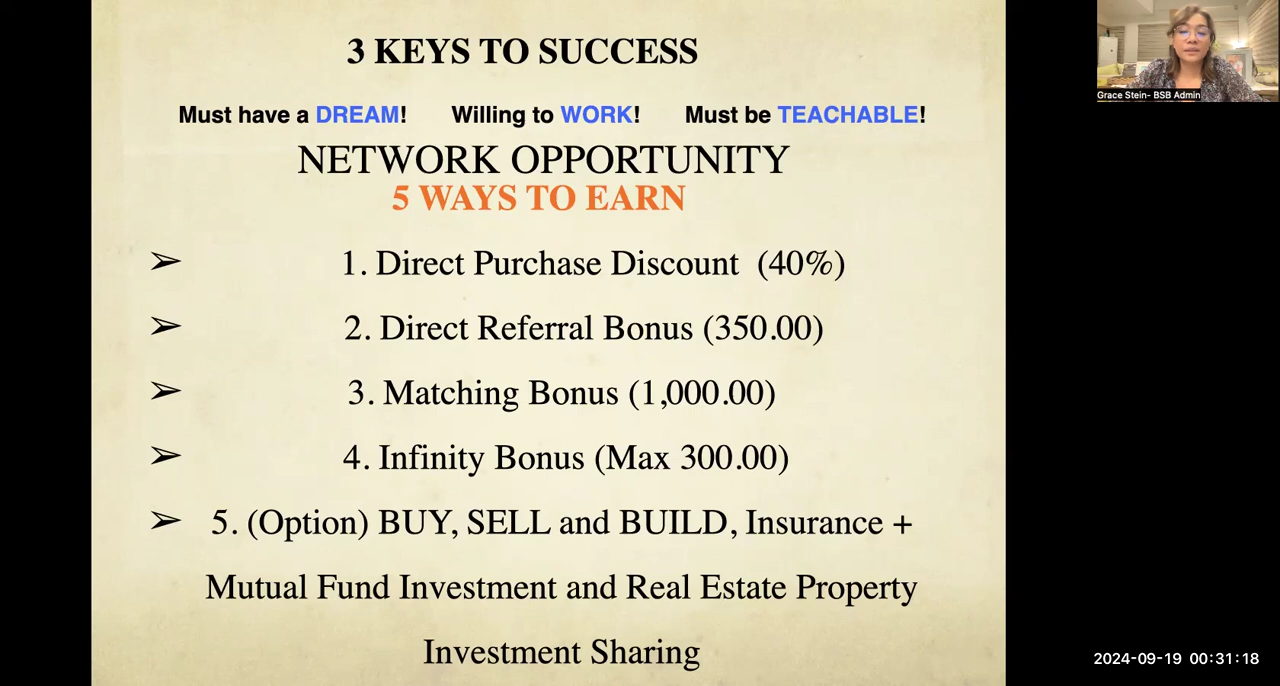 3 KEYS TO SUCCESS
Must have a DREAM! Willing to WORK! Must be TEACHABLE!
NETWORK OPPORTUNITY
5 WAYS TO EARN
➢ 1. Direct Purchase Discount (40%)
➢ 2. Direct Referral Bonus (350.00)
➢ 3. Matching Bonus (1,000.00)
➢ 4. Infinity Bonus (Max 300.00)
➢ 5. (Option) BUY, SELL and BUILD, Insurance +
Mutual Fund Investment and Real Estate Property
Investment Sharing
Grace Stein- BSB Admin
2024-09-19 00:31:18